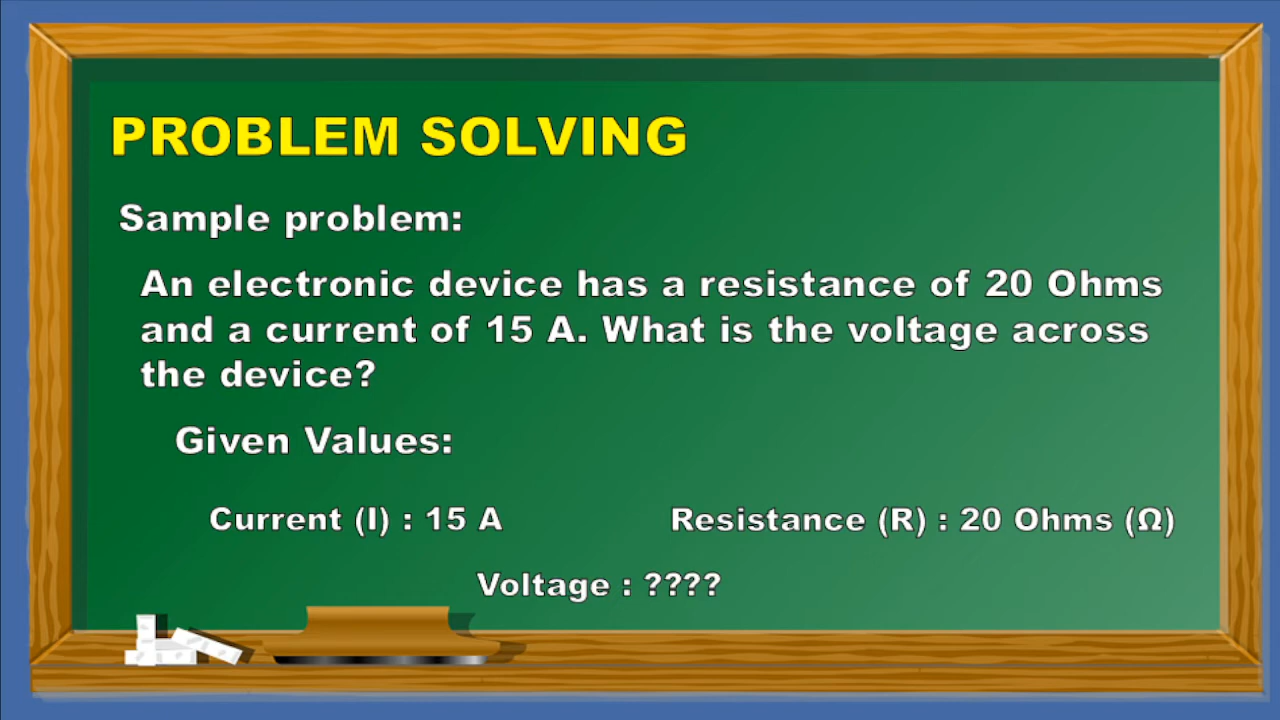 PROBLEM SOLVING
Sample problem:
An electronic device has a resistance of 20 Ohms
and a current of 15 A. What is the voltage across
the device?
Given Values:
Current (I) : 15 A
Resistance (R) : 20 Ohms (Ω)
Voltage : ????